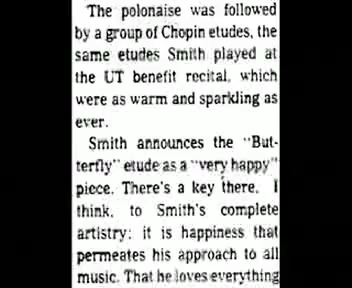 The polonaise was followed
by a group of Chopin etudes, the
same etudes Smith played at
the UT benefit recital, which
were as warm and sparkling as
ever.
Smith announces the "But-
terfly" etude as a "very happy"
piece. There's a key there, I
think, to Smith's complete
artistry; it is happiness that
permeates his approach to all
music. That he loves everything